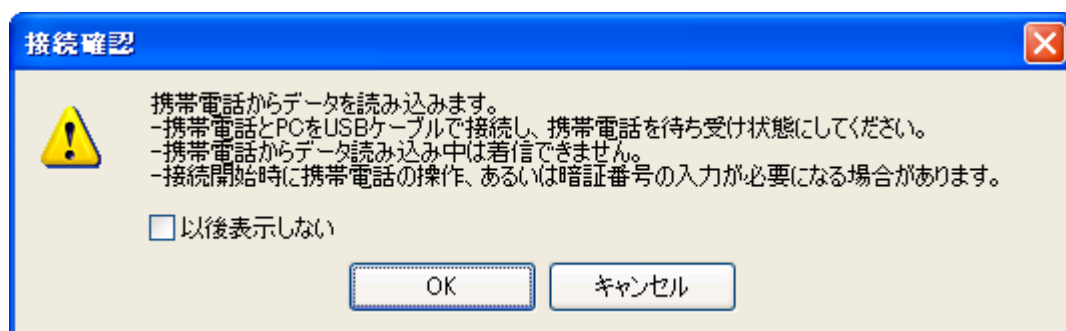 接続確認
携帯電話からデータを読み込みます。
-携帯電話とPCをUSBケーブルで接続し、携帯電話を待ち受け状態にしてください。
-携帯電話からデータ読み込み中は着信できません。
-接続開始時に携帯電話の操作、あるいは暗証番号の入力が必要になる場合があります。
以後表示しない
OK
キャンセル